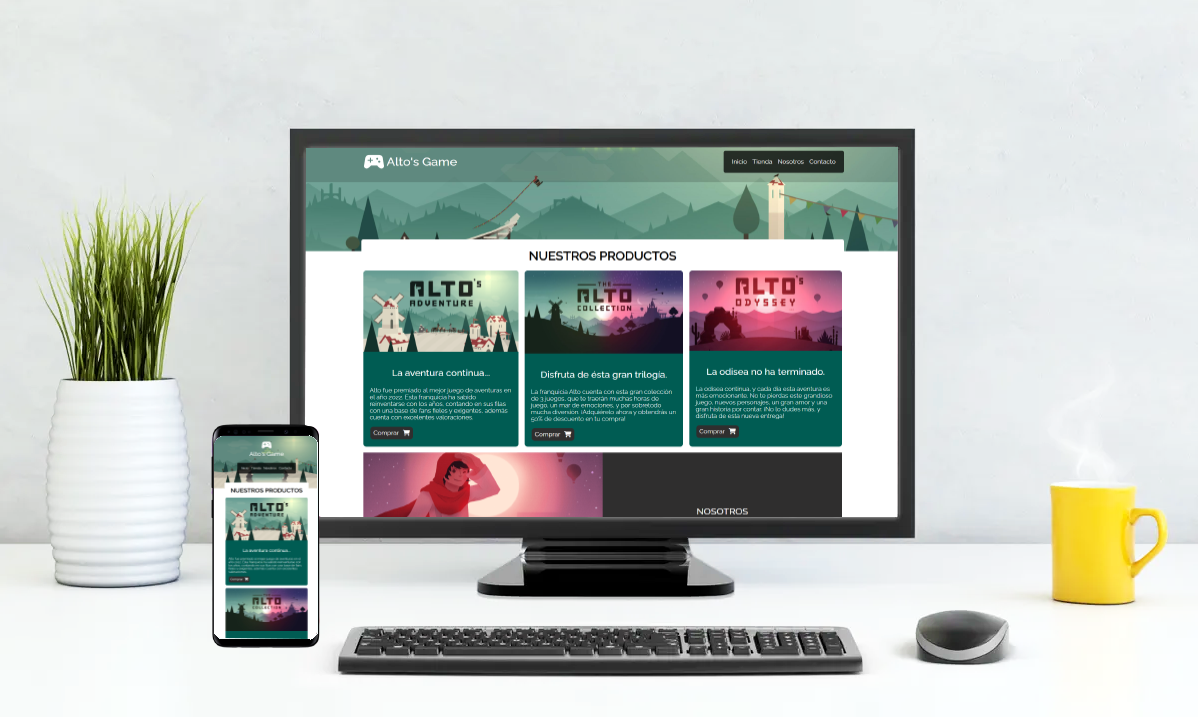 Alto's Game
Inicio Tienda Nosotros Contacto
NUESTROS PRODUCTOS
ALTO'S
ADVENTURE
La aventura continua...
Alto fue premiado al mejor juego de aventuras en
el año 2022. Esta franquicia ha sabido
reinventarse con los años, contando en sus filas
con una base de fans fieles y exigentes, además
cuenta con excelentes valoraciones.
Comprar
THE
ALTO
COLLECTION
Disfruta de ésta gran trilogía.
La franquicia Alto cuenta con esta gran colección
de 3 juegos, que te traerán muchas horas de
juego, un mar de emociones, y por sobretodo
mucha diversión. ¡Adquiérelo ahora y obtendrás un
50% de descuento en tu compra!
Comprar
ALTO'S
ODYSSEY
La odisea no ha terminado.
La odisea continua, y cada día esta aventura es
más emocionante. No te pierdas este grandioso
juego, nuevos personajes, un gran amor y una
gran historia por contar. ¡No lo dudes más, y
disfruta de esta nueva entrega!
Comprar
NOSOTROS
Alto's Game
Inicio Tienda Nosotros Contacto
NUESTROS PRODUCTOS
ALTO'S
ADVENTURE
La aventura continua...
Comprar
ALTO
COLLECTION